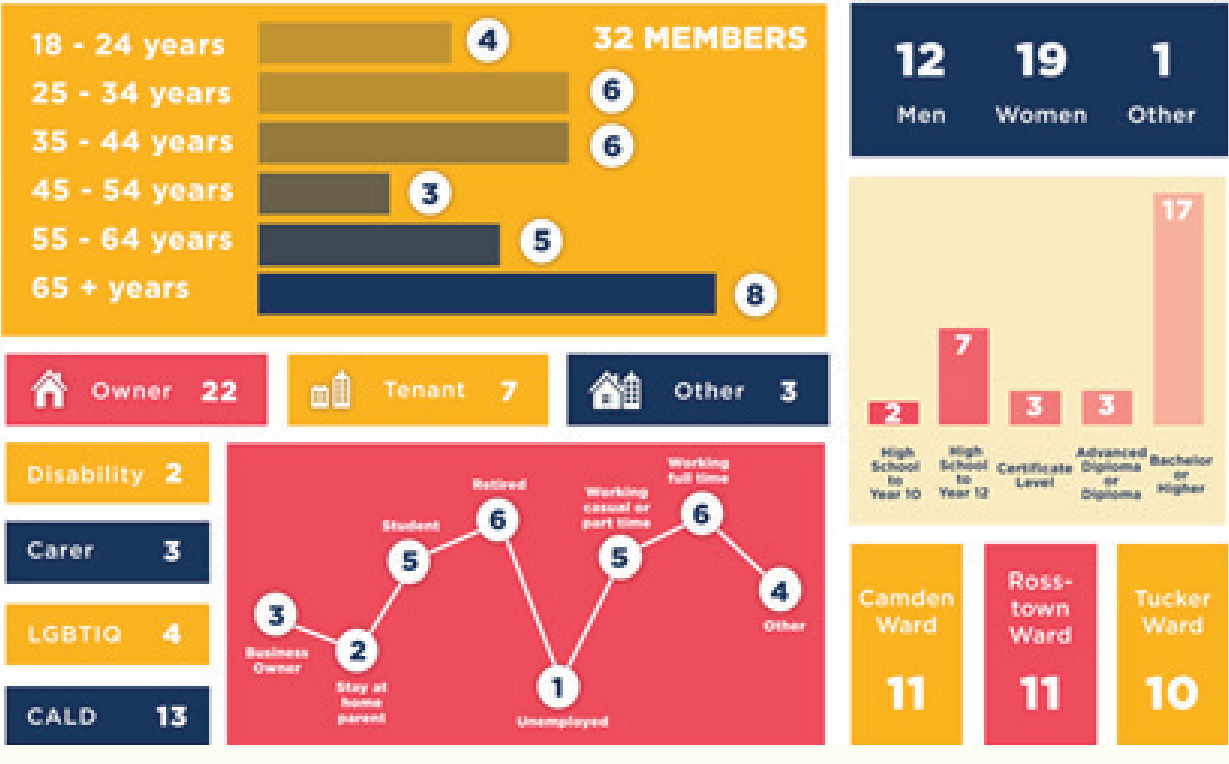 32 MEMBERS
18 - 24 years 4
25 - 34 years 6
35 - 44 years 6
45 - 54 years 3
55 - 64 years 5
65 + years 8
12 19 1
Men Women Other
17
7
2
3
3
High
School
to
Year 10
High
School
to
Year 12
Certificate
Level
Advanced
Diploma
or
Diploma
Bachelor
or
Higher
Owner 22
Tenant 7
Other 3
Disability 2
Carer 3
LGBTIQ 4
CALD 13
3
Business
Owner
2
Stay at
home
parent
Student
5
Retired
6
1
Unemployed
Working
casual or
part time
5
Working
full time
6
4
Other
Camden
Ward
11
Ross-
town
Ward
11
Tucker
Ward
10